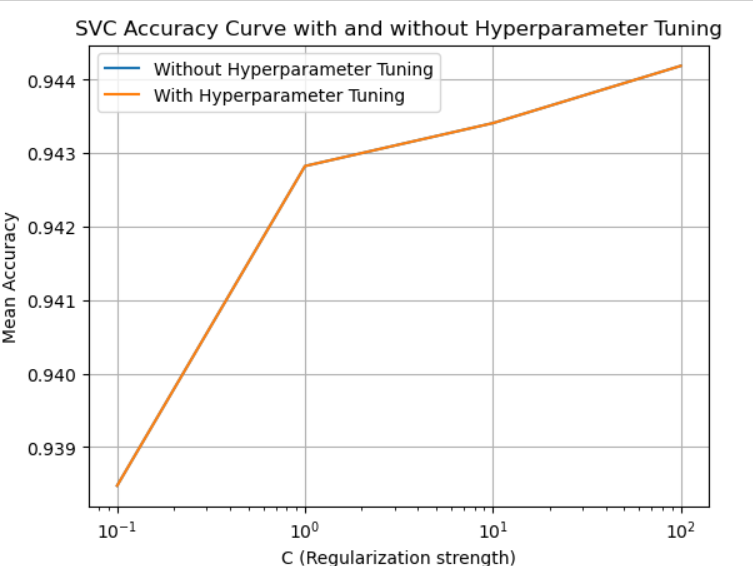 SVC Accuracy Curve with and without Hyperparameter Tuning
Without Hyperparameter Tuning
With Hyperparameter Tuning
0.944
0.943
0.942
0.941
0.940
0.939
Mean Accuracy
10⁻¹ 10⁰ 10¹ 10²
C (Regularization strength)